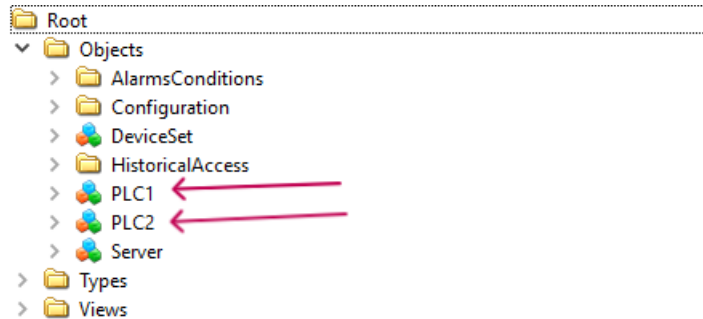 Root
Objects
AlarmsConditions
Configuration
DeviceSet
HistoricalAccess
PLC1
PLC2
Server
Types
Views